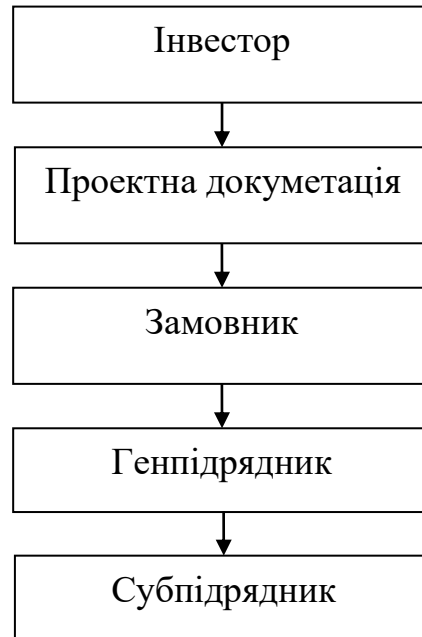 Інвестор
Проектна докуметація
Замовник
Генпідрядник
Субпідрядник